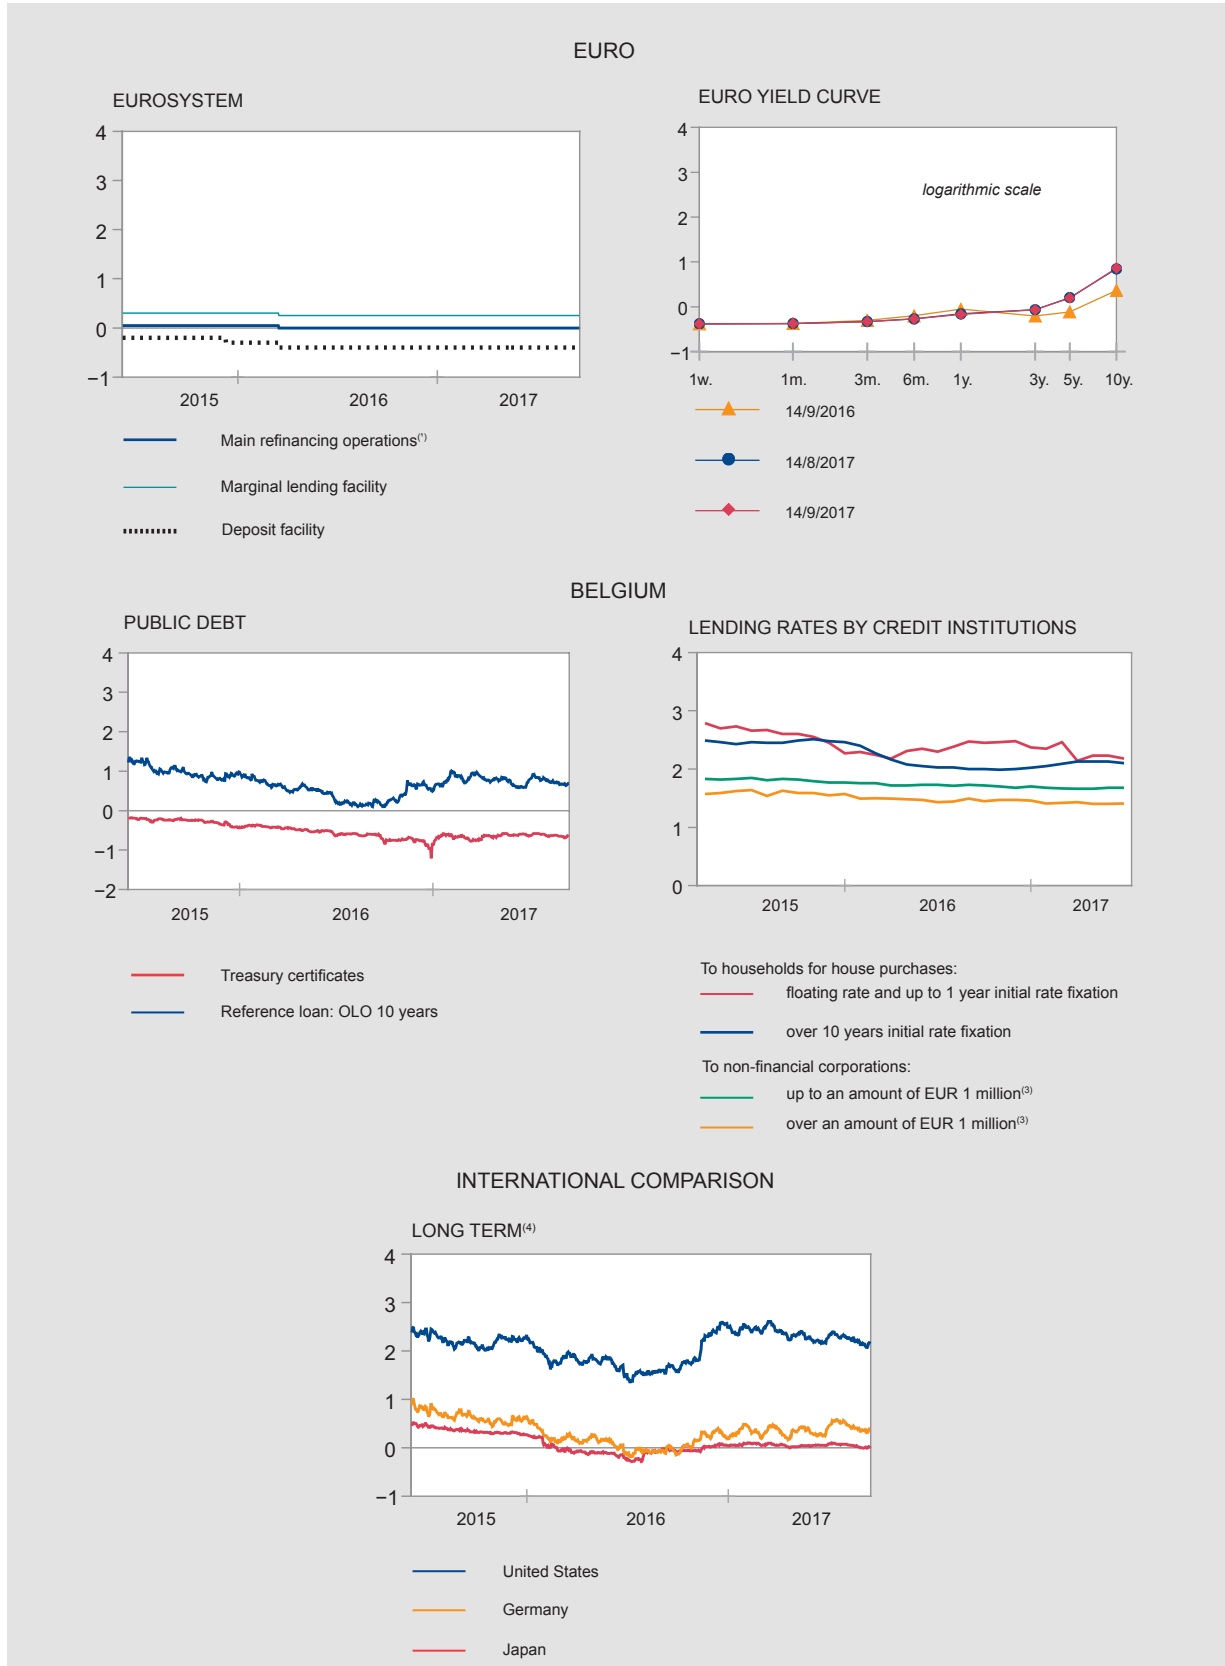 EURO
EUROSYSTEM
4
3
2
1
0
−1
2015 2016 2017
Main refinancing operations(*)
Marginal lending facility
Deposit facility
EURO YIELD CURVE
4
3
2
1
0
−1
logarithmic scale
1w. 1m. 3m. 6m. 1y. 3y. 5y. 10y.
14/9/2016
14/8/2017
14/9/2017
BELGIUM
PUBLIC DEBT
4
3
2
1
0
−1
−2
2015 2016 2017
Treasury certificates
Reference loan: OLO 10 years
LENDING RATES BY CREDIT INSTITUTIONS
4
3
2
1
0
2015 2016 2017
To households for house purchases:
floating rate and up to 1 year initial rate fixation
over 10 years initial rate fixation
To non-financial corporations:
up to an amount of EUR 1 million(3)
over an amount of EUR 1 million(3)
INTERNATIONAL COMPARISON
LONG TERM(4)
4
3
2
1
0
−1
2015 2016 2017
United States
Germany
Japan